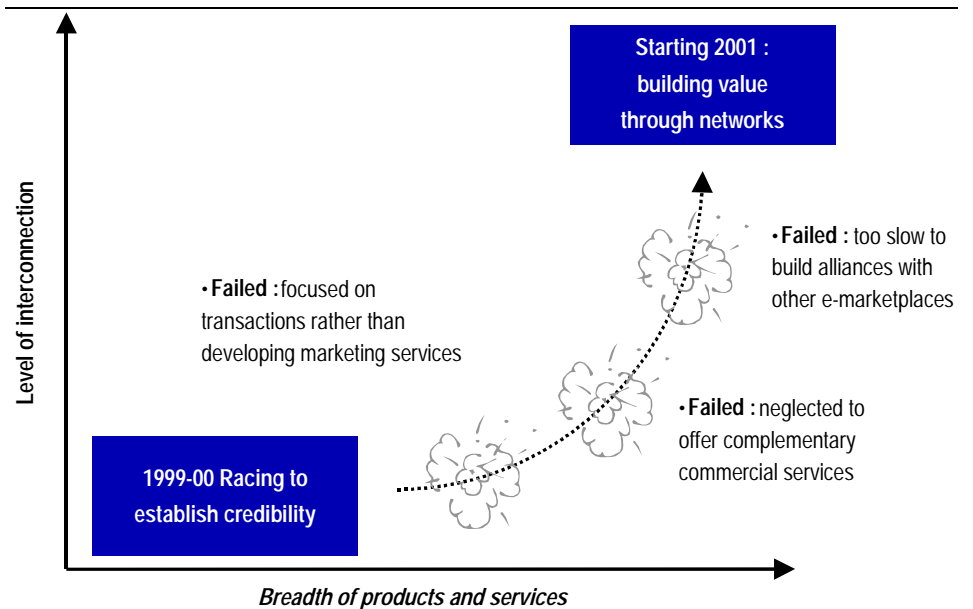 Starting 2001 :
building value
through networks
Level of interconnection
• Failed : too slow to
build alliances with
other e-marketplaces
• Failed : focused on
transactions rather than
developing marketing services
• Failed : neglected to
offer complementary
commercial services
1999-00 Racing to
establish credibility
Breadth of products and services